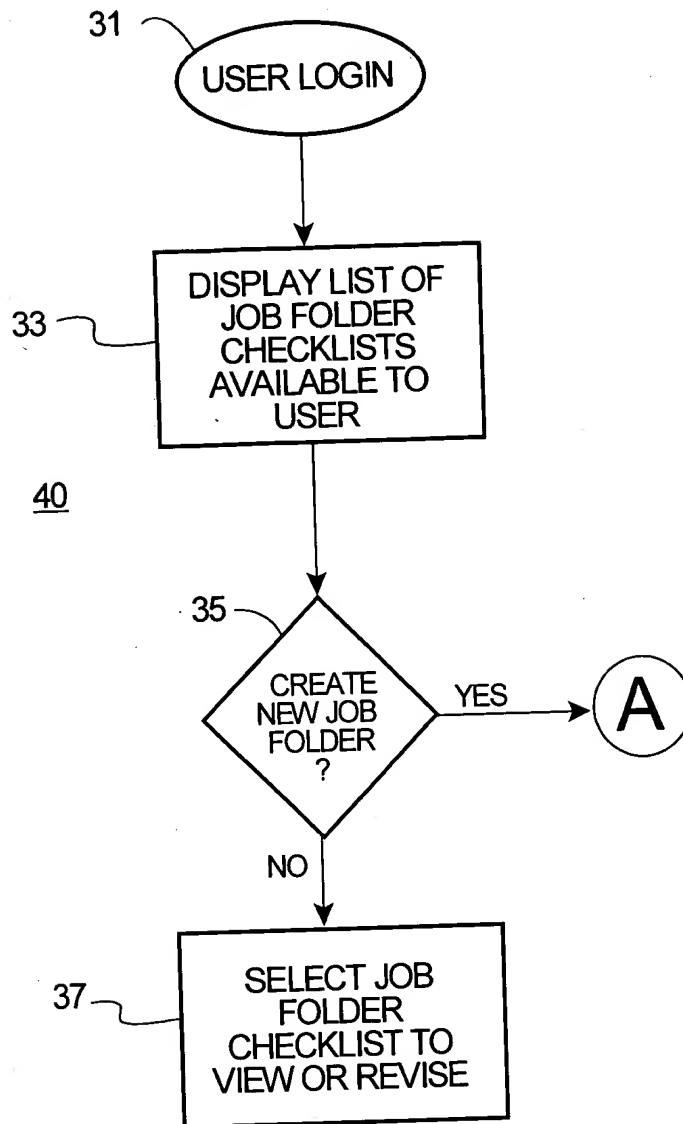 31
USER LOGIN
33
DISPLAY LIST OF
JOB FOLDER
CHECKLISTS
AVAILABLE TO
USER
40
35
CREATE
NEW JOB
FOLDER
?
YES
A
NO
37
SELECT JOB
FOLDER
CHECKLIST TO
VIEW OR REVISE